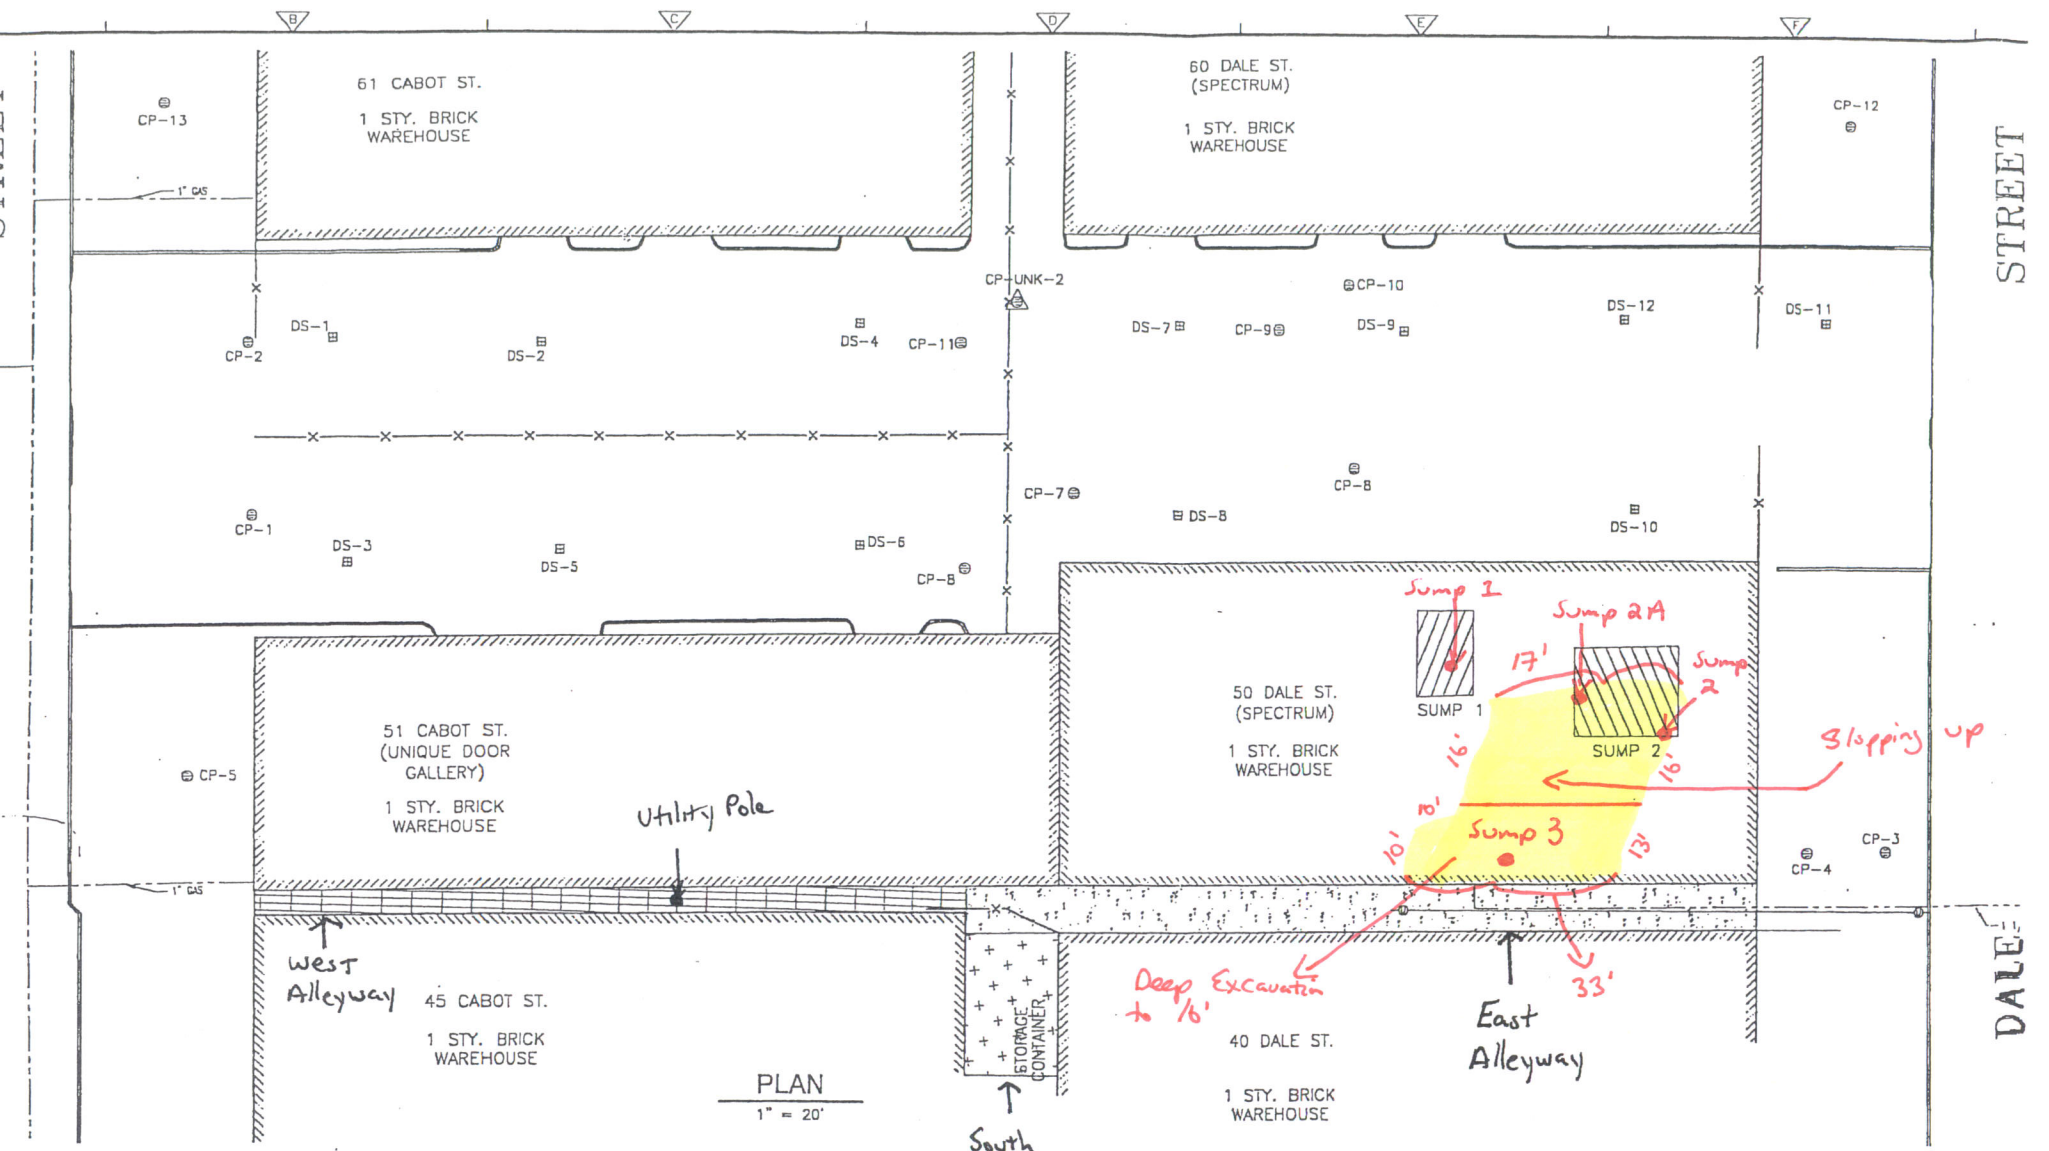 B
C
D
E
F
61 CABOT ST.
1 STY. BRICK
WAREHOUSE
60 DALE ST.
(SPECTRUM)
1 STY. BRICK
WAREHOUSE
CP-13
CP-12
1" GAS
STREET
CP-UNK-2
CP-10
DS-1
CP-2
DS-2
DS-4
CP-11
DS-7
CP-9
DS-9
DS-12
DS-11
CP-7
CP-8
CP-1
DS-3
DS-5
DS-6
CP-8
DS-8
DS-10
Sump 1
Sump 2A
17'
Sump
2
SUMP 1
SUMP 2
50 DALE ST.
(SPECTRUM)
1 STY. BRICK
WAREHOUSE
16'
16'
Slopping up
51 CABOT ST.
(UNIQUE DOOR
GALLERY)
1 STY. BRICK
WAREHOUSE
CP-5
Utility Pole
10'
Sump 3
10'
13'
CP-3
CP-4
1" GAS
West
Alleyway
45 CABOT ST.
1 STY. BRICK
WAREHOUSE
STORAGE
CONTAINER
Deep Excavation
to 16'
33'
East
Alleyway
40 DALE ST.
1 STY. BRICK
WAREHOUSE
DALE
PLAN
1" = 20'
South